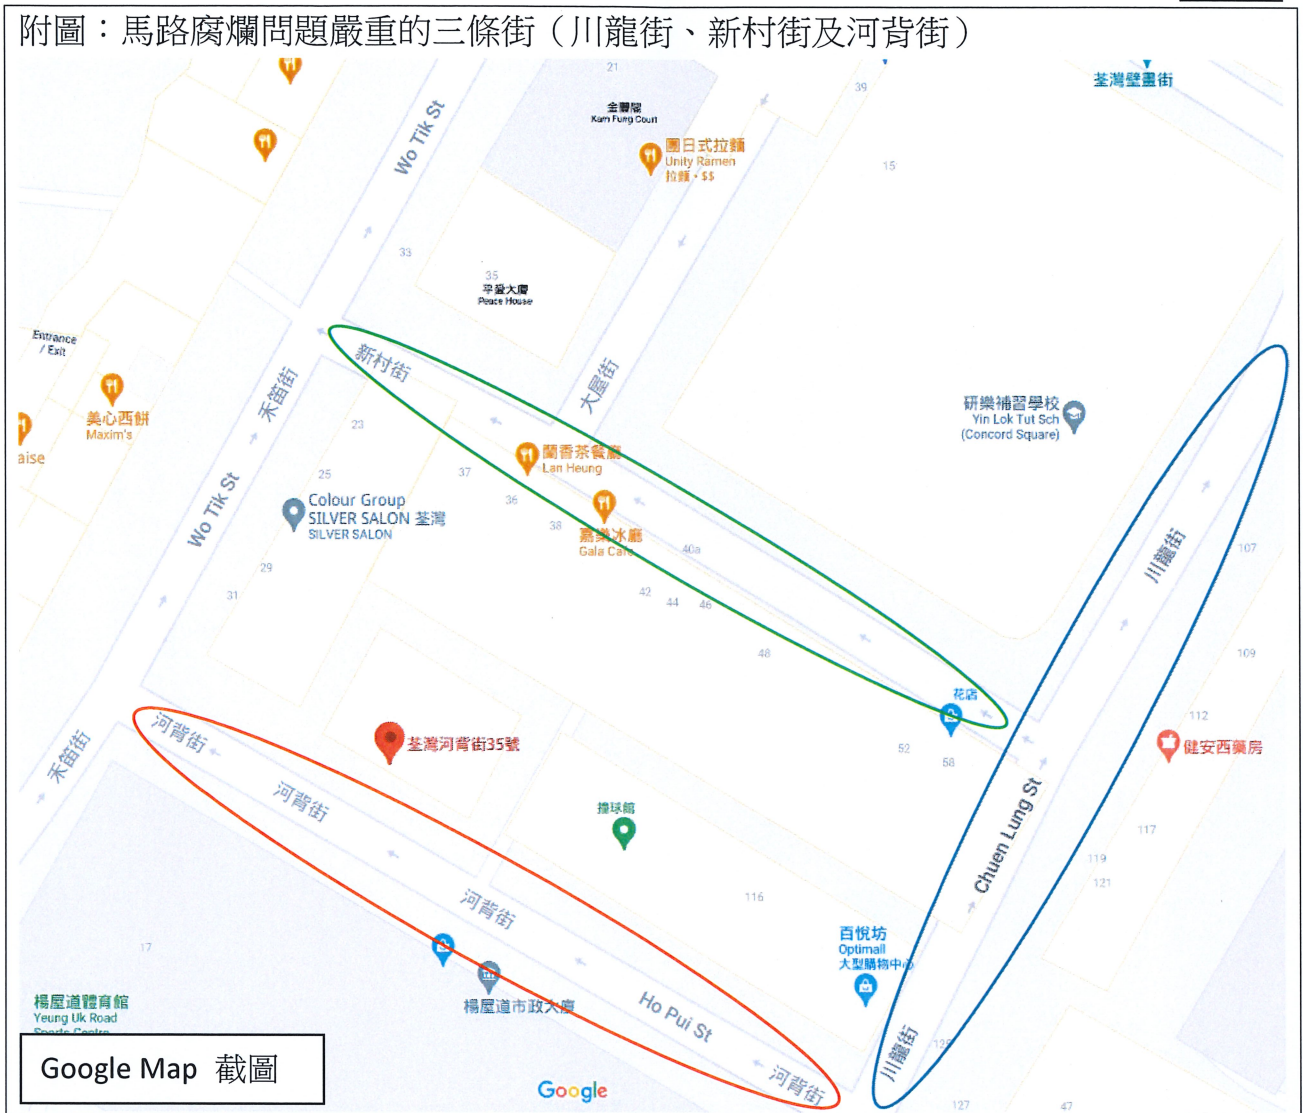 附圖：馬路腐爛問題嚴重的三條街（川龍街、新村街及河背街）
21
39
荃灣壁畫街
金豐閣
Kam Fung Court
Wo Tik St
團日式拉麵
Unity Ramen
拉麵・$$
15
33
35
平愛大廈
Peace House
Entrance
/ Exit
新村街
大屋街
禾笛街
美心西餅
Maxim's
aise
研樂補習學校
Yin Lok Tut Sch
(Concord Square)
23
蘭香茶餐廳
Lan Heung
25
37
36
38
Colour Group
SILVER SALON 荃灣
SILVER SALON
Wo Tik St
嘉樂冰廳
Gala Cafe
40a
川龍街
107
29
31
42
44
46
48
109
花店
112
河背街
荃灣河背街35號
52
58
健安西藥房
禾笛街
河背街
撞球館
Chuen Lung St
117
119
121
116
河背街
17
百悅坊
Optimall
大型購物中心
楊屋道體育館
Yeung Uk Road
Sports Centre
楊屋道市政大廈
Ho Pui St
川龍街
Google Map 截圖
河背街
Google
127
47